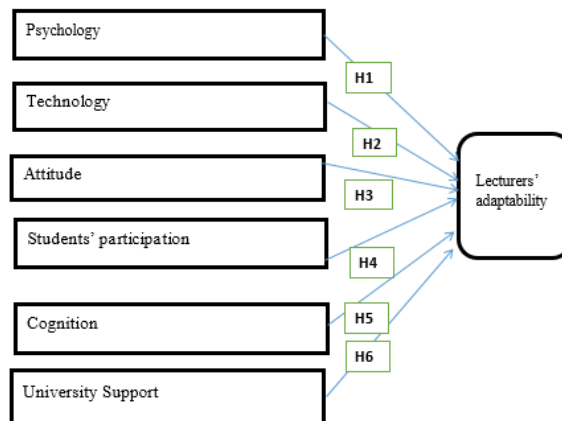 Psychology
H1
Technology
H2
Attitude
H3
Lecturers’
adaptability
Students’ participation
H4
Cognition
H5
H6
University Support